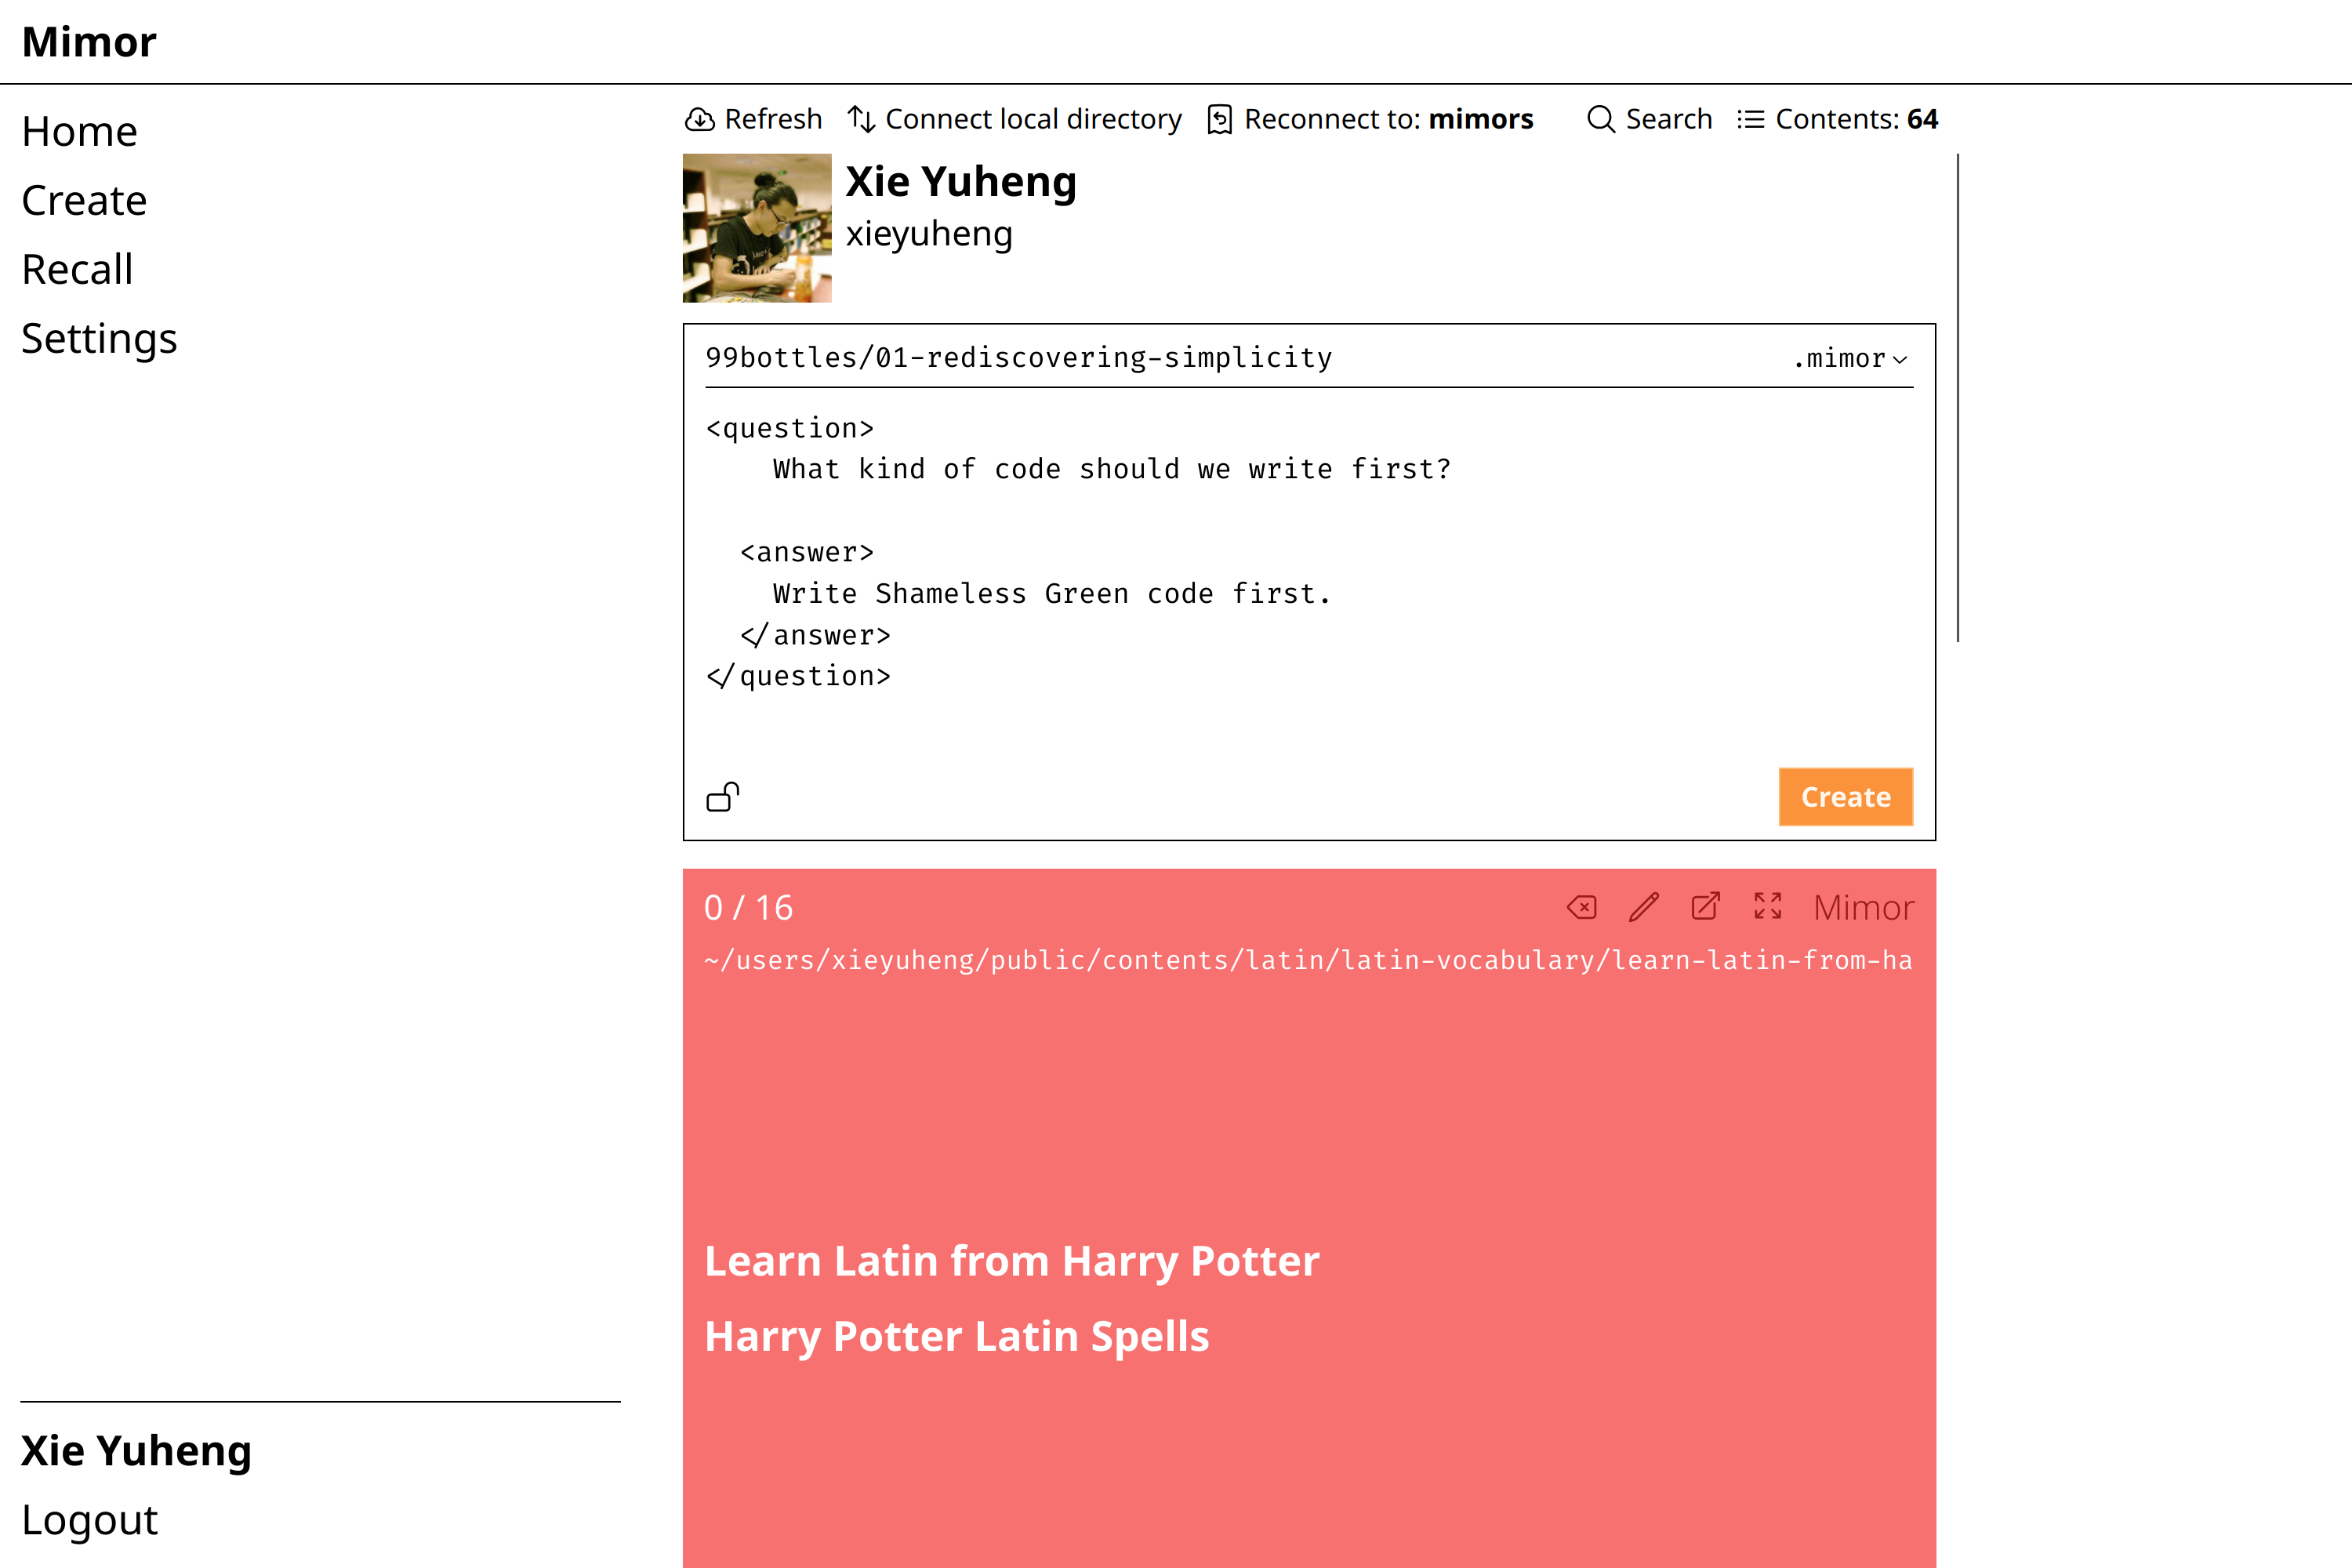 Mimor
Home
Create
Recall
Settings
Xie Yuheng
Logout
Refresh Connect local directory Reconnect to: mimors Search Contents: 64
Xie Yuheng
xieyuheng
99bottles/01-rediscovering-simplicity .mimor
<question>
What kind of code should we write first?
<answer>
Write Shameless Green code first.
</answer>
</question>
Create
0 / 16 Mimor
~/users/xieyuheng/public/contents/latin/latin-vocabulary/learn-latin-from-ha
Learn Latin from Harry Potter
Harry Potter Latin Spells